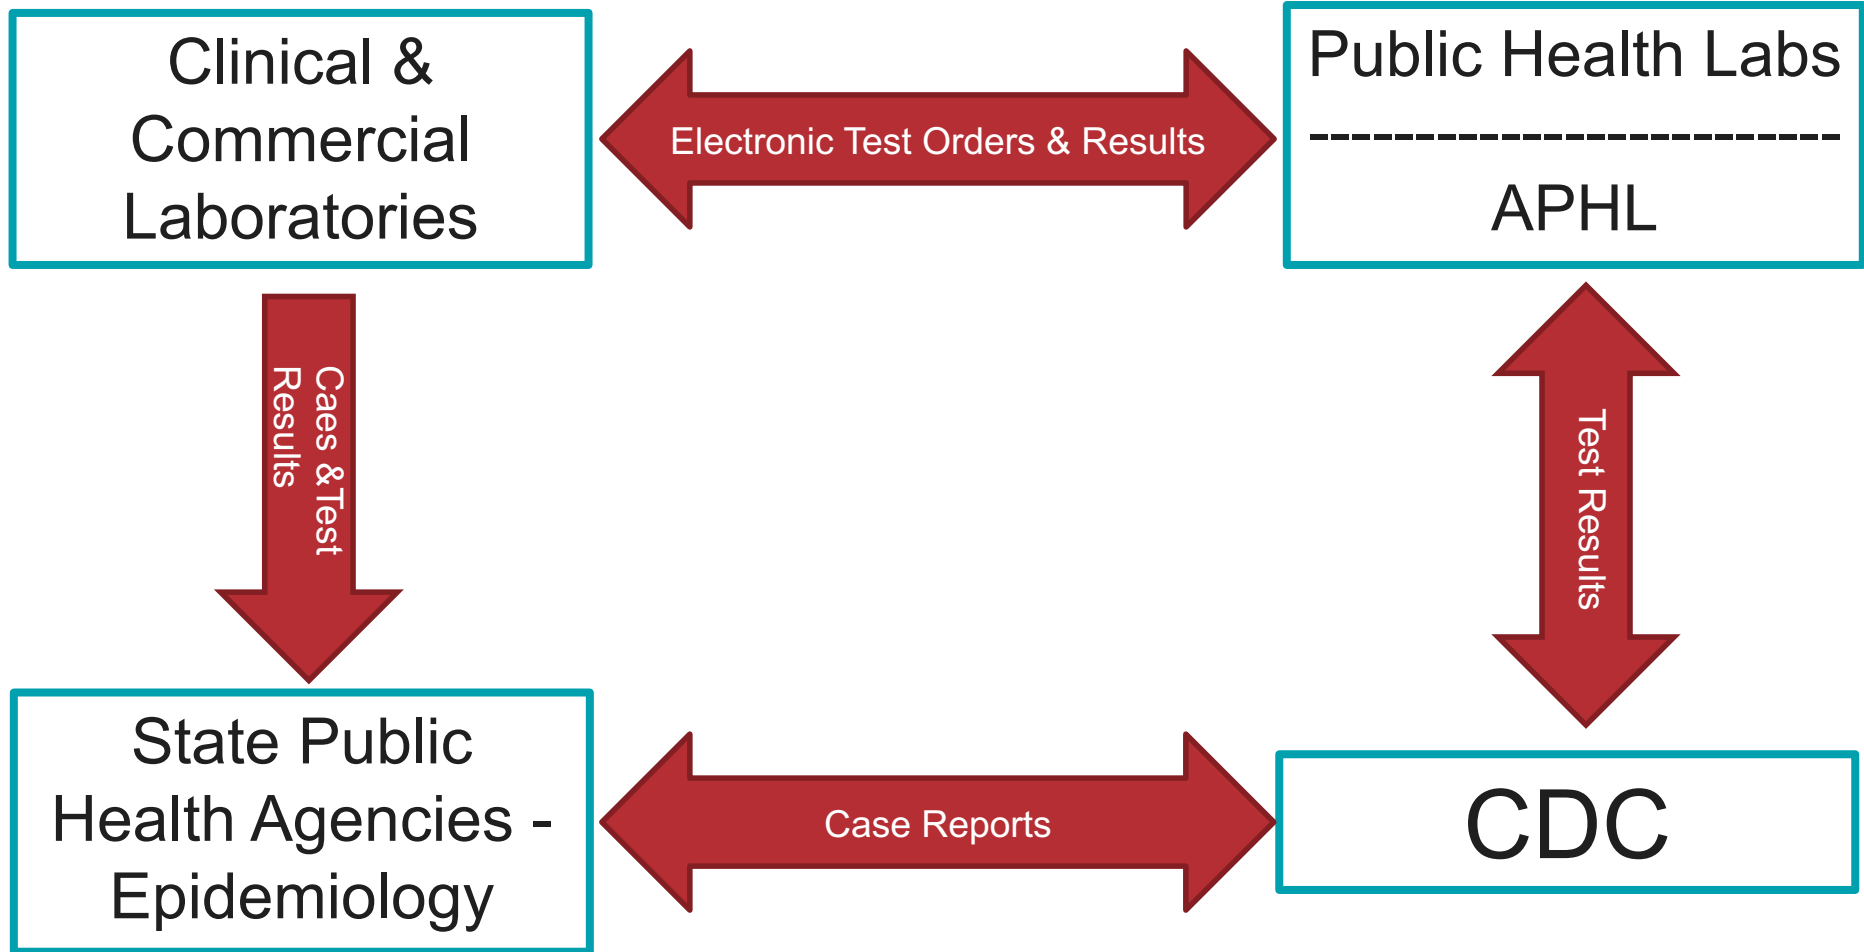 Clinical &
Commercial
Laboratories
Electronic Test Orders & Results
Public Health Labs
-------------------------
APHL
Caes &Test
Results
Test Results
State Public
Health Agencies -
Epidemiology
Case Reports
CDC